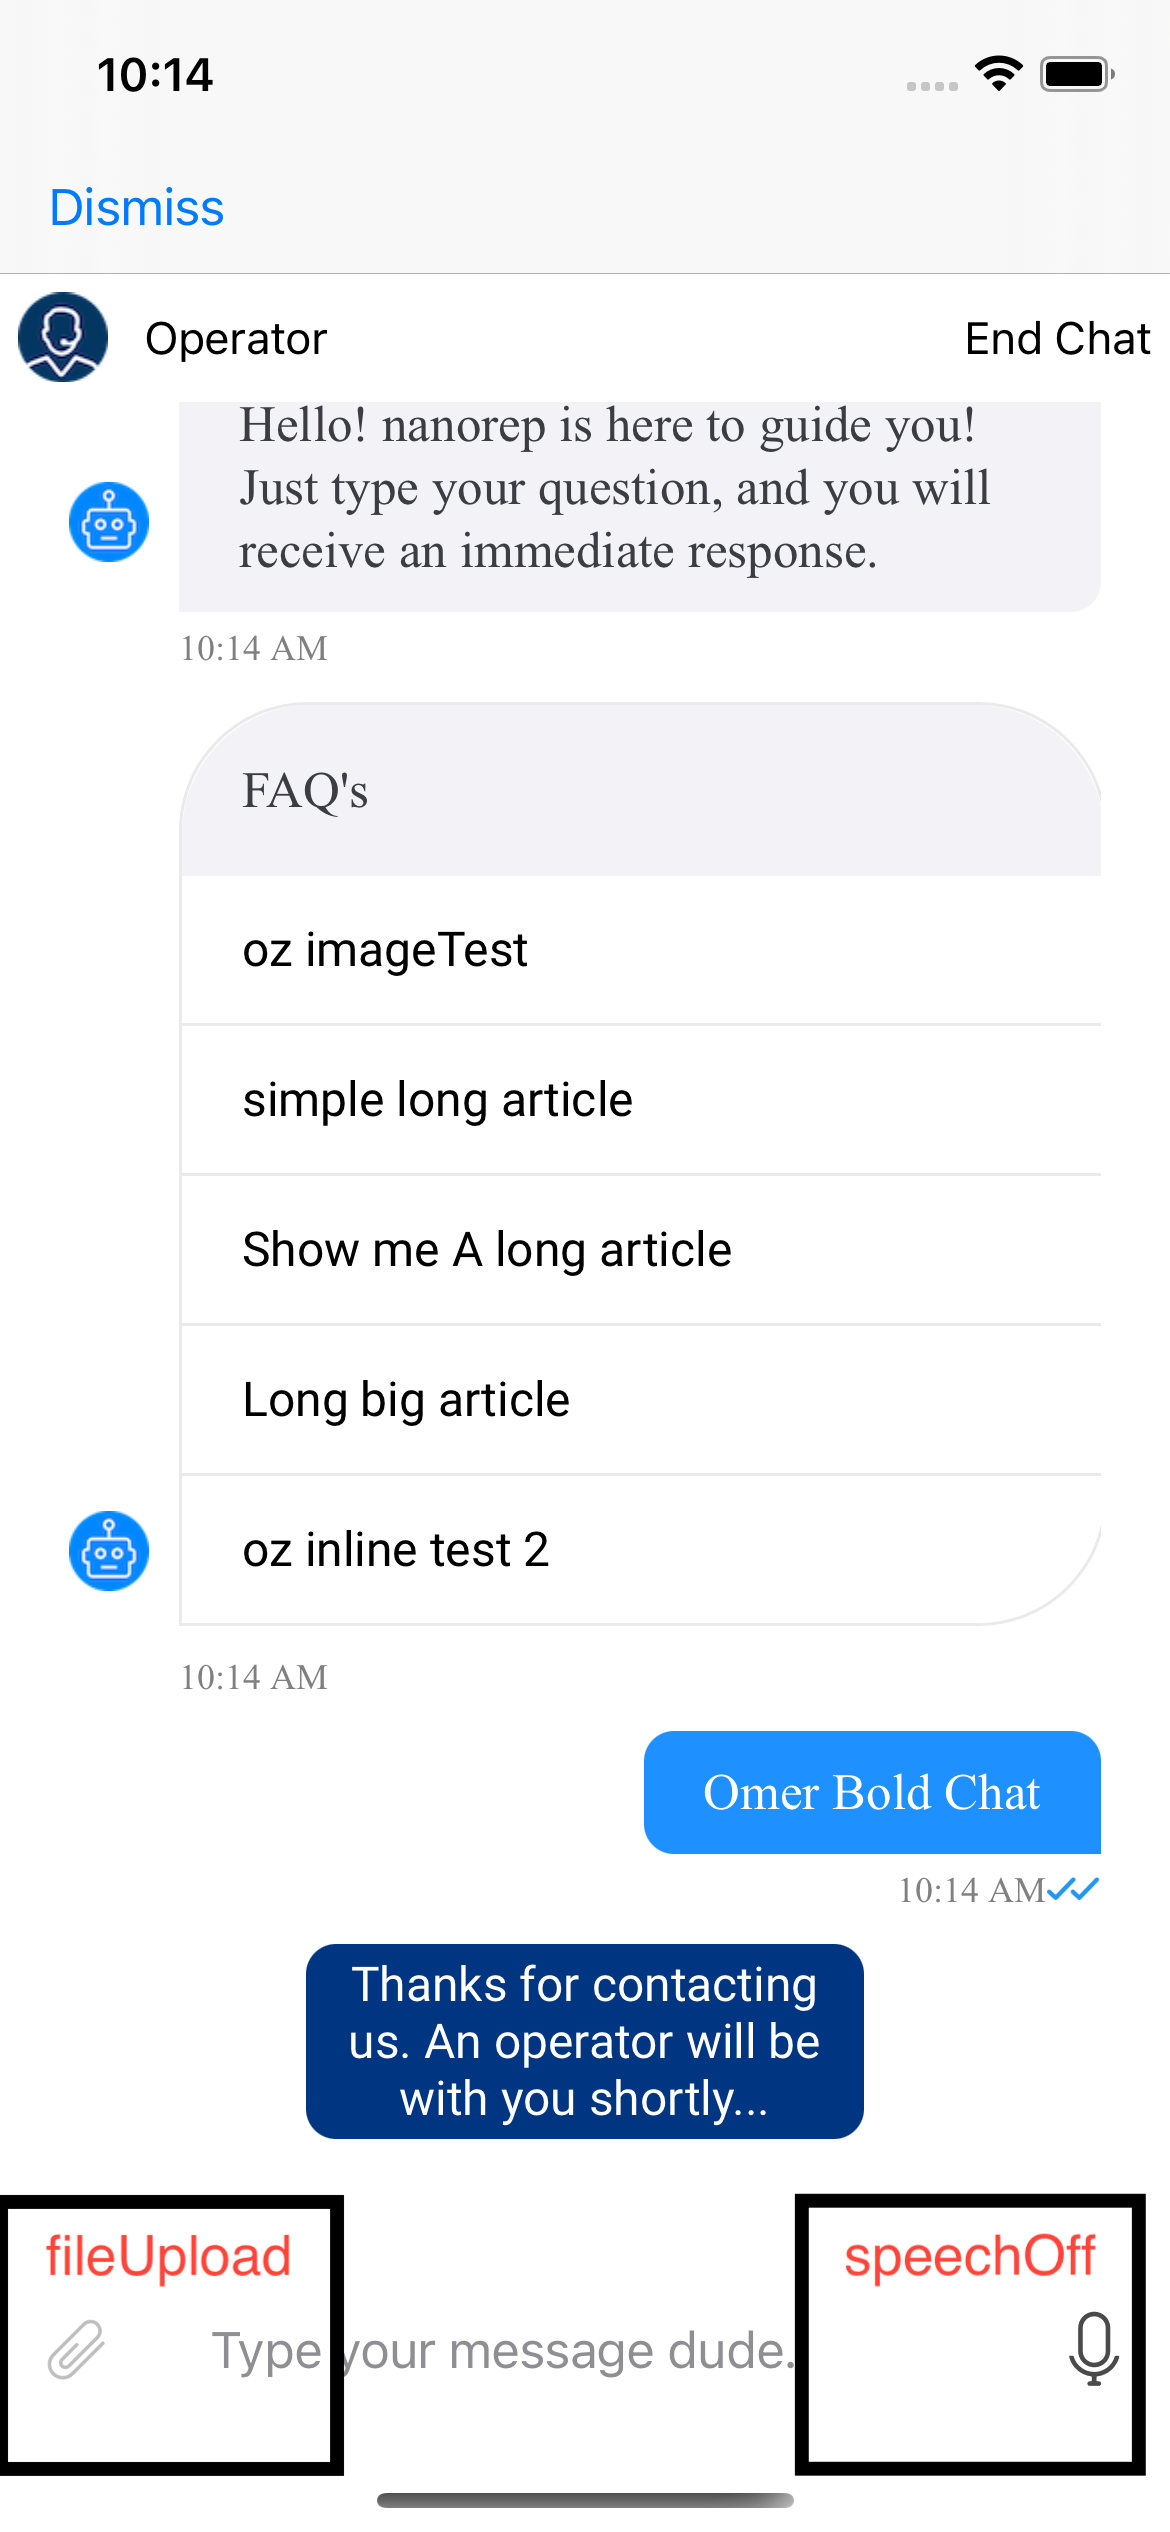 10:14
Dismiss
Operator
End Chat
Hello! nanorep is here to guide you!
Just type your question, and you will
receive an immediate response.
10:14 AM
FAQ's
oz imageTest
simple long article
Show me A long article
Long big article
oz inline test 2
10:14 AM
Omer Bold Chat
10:14 AM
Thanks for contacting
us. An operator will be
with you shortly...
fileUpload
speechOff
Type your message dude.